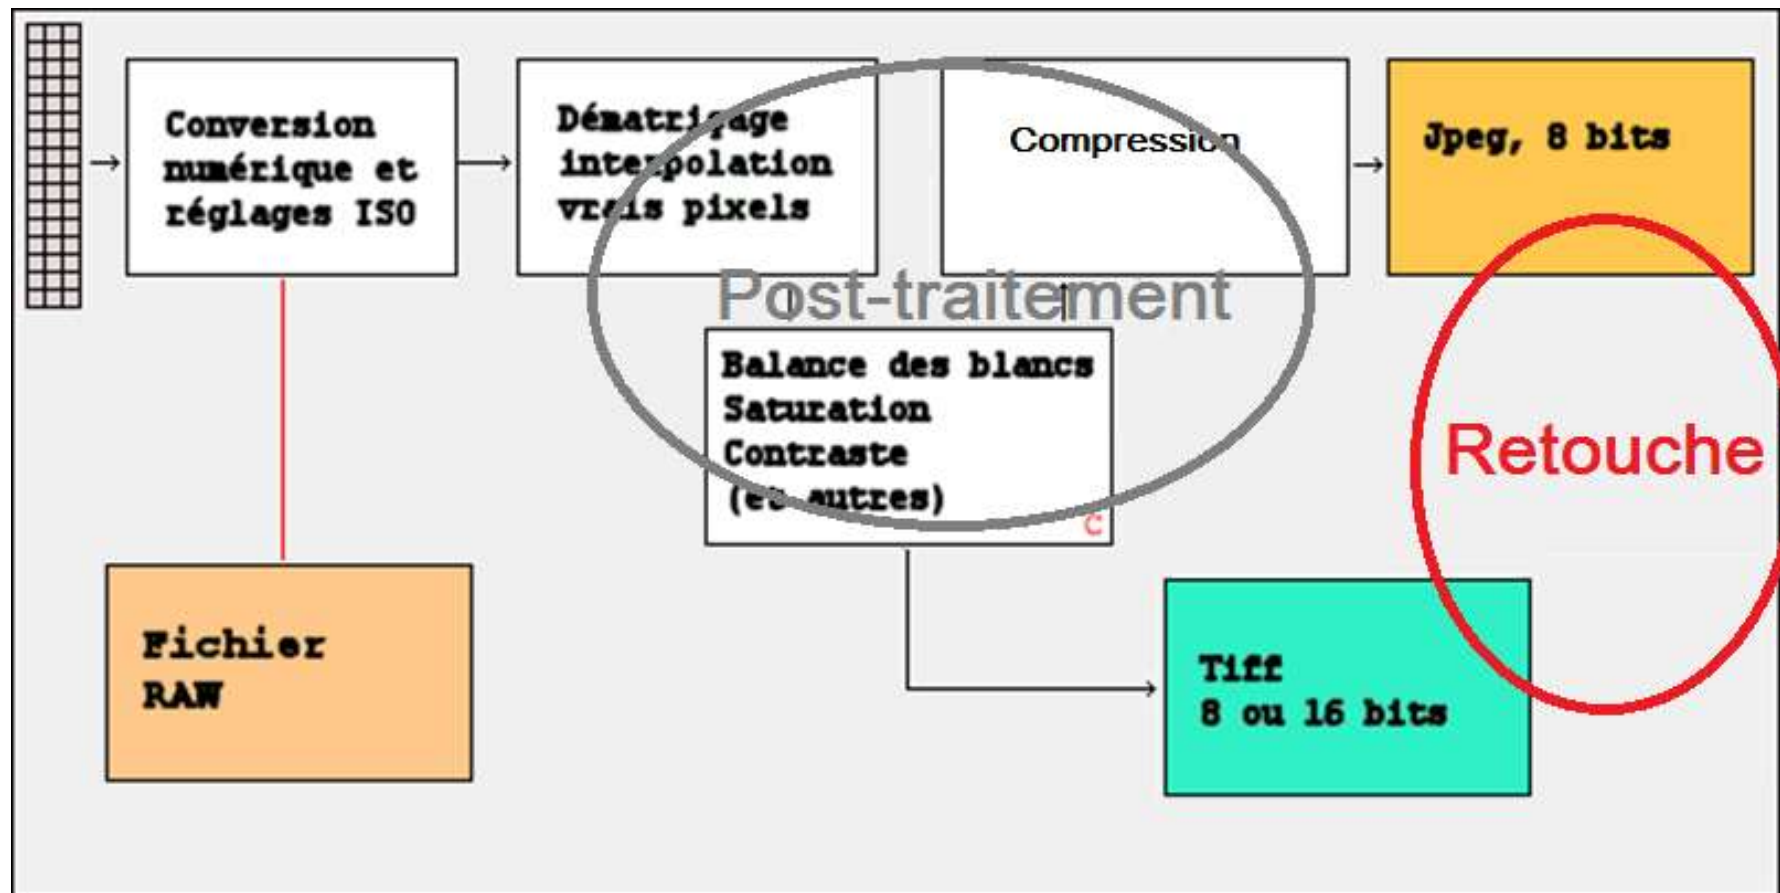 Conversion
numérique et
réglages ISO
Dématriçage
interpolation
vrais pixels
Compression
Jpeg, 8 bits
Post-traitement
Balance des blancs
Saturation
Contraste
(et autres)
C
Retouche
Fichier
RAW
Tiff
8 ou 16 bits